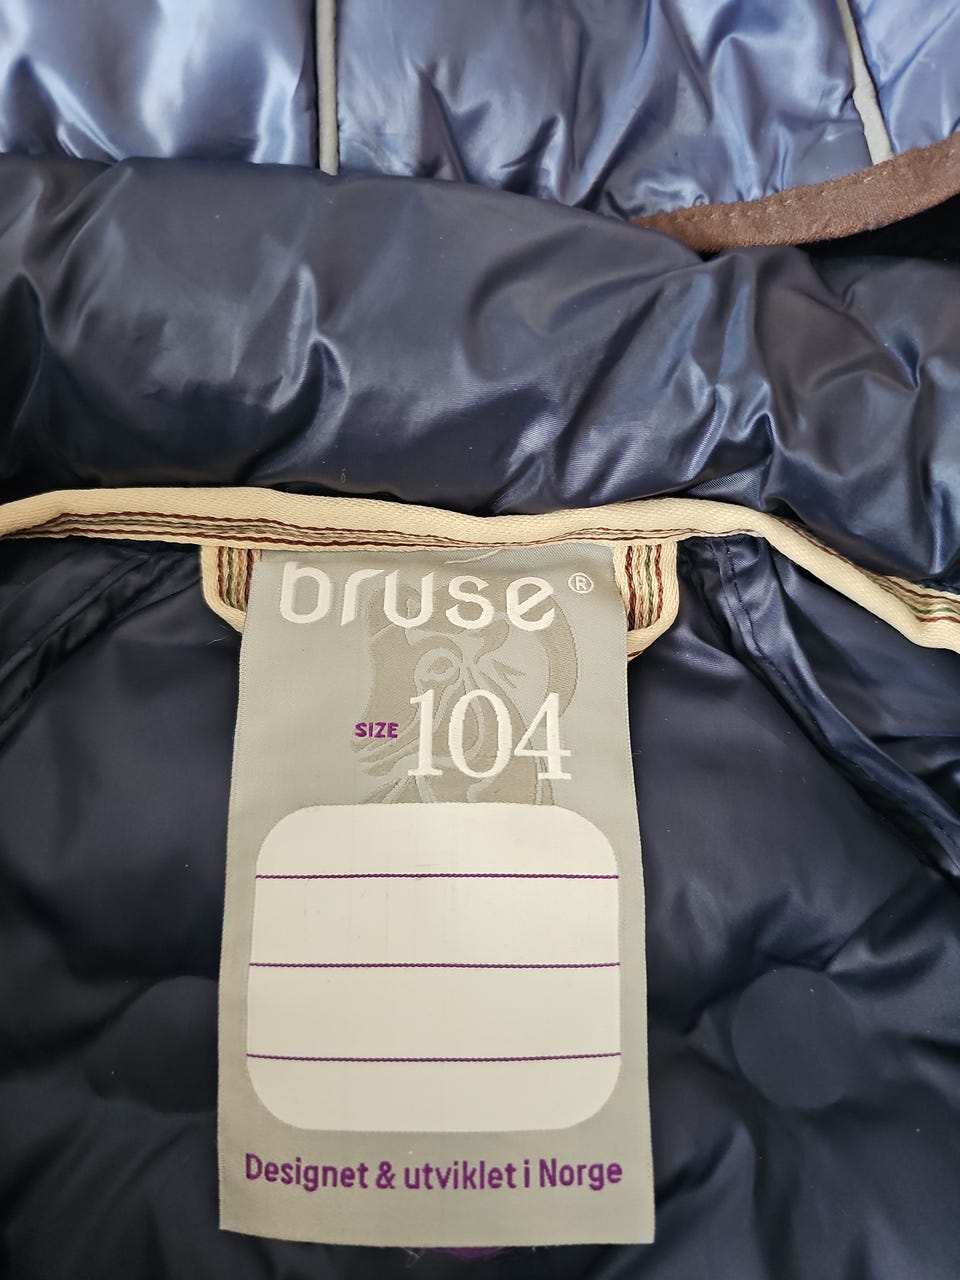 bruse®
SIZE 104
Designet & utviklet i Norge